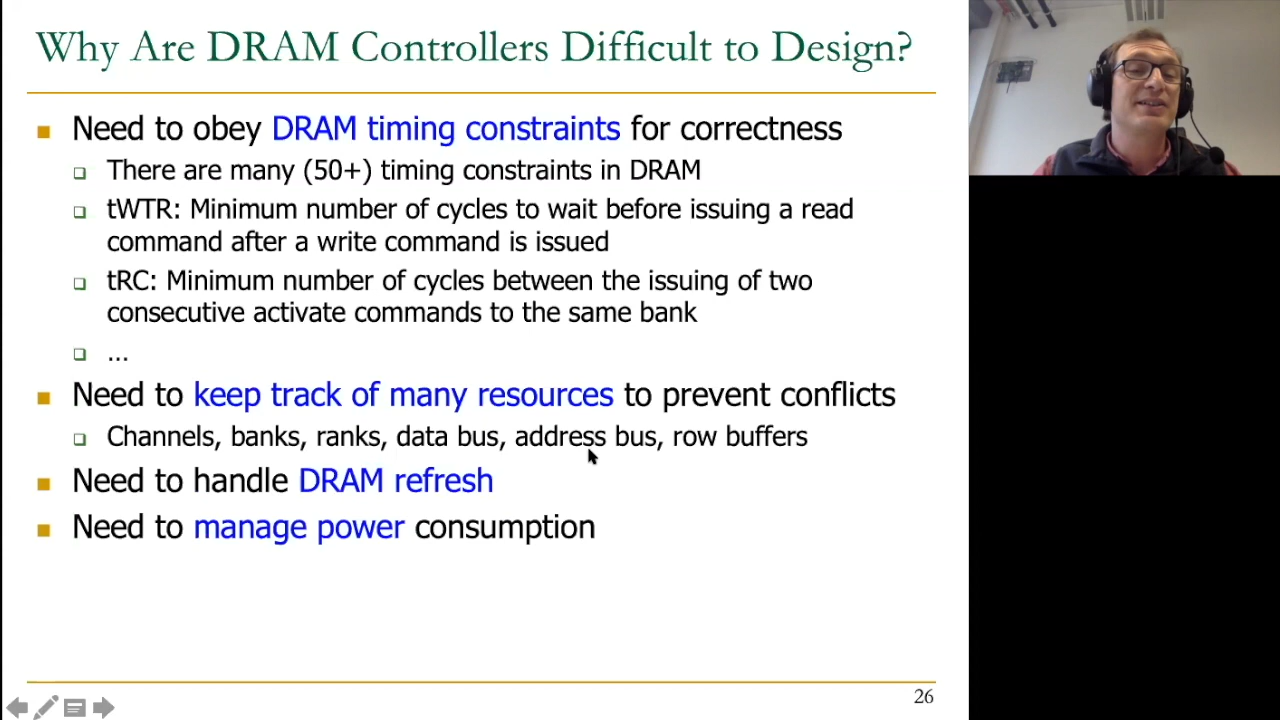 Why Are DRAM Controllers Difficult to Design?
Need to obey DRAM timing constraints for correctness
There are many (50+) timing constraints in DRAM
tWTR: Minimum number of cycles to wait before issuing a read
command after a write command is issued
tRC: Minimum number of cycles between the issuing of two
consecutive activate commands to the same bank
...
Need to keep track of many resources to prevent conflicts
Channels, banks, ranks, data bus, address bus, row buffers
Need to handle DRAM refresh
Need to manage power consumption
26